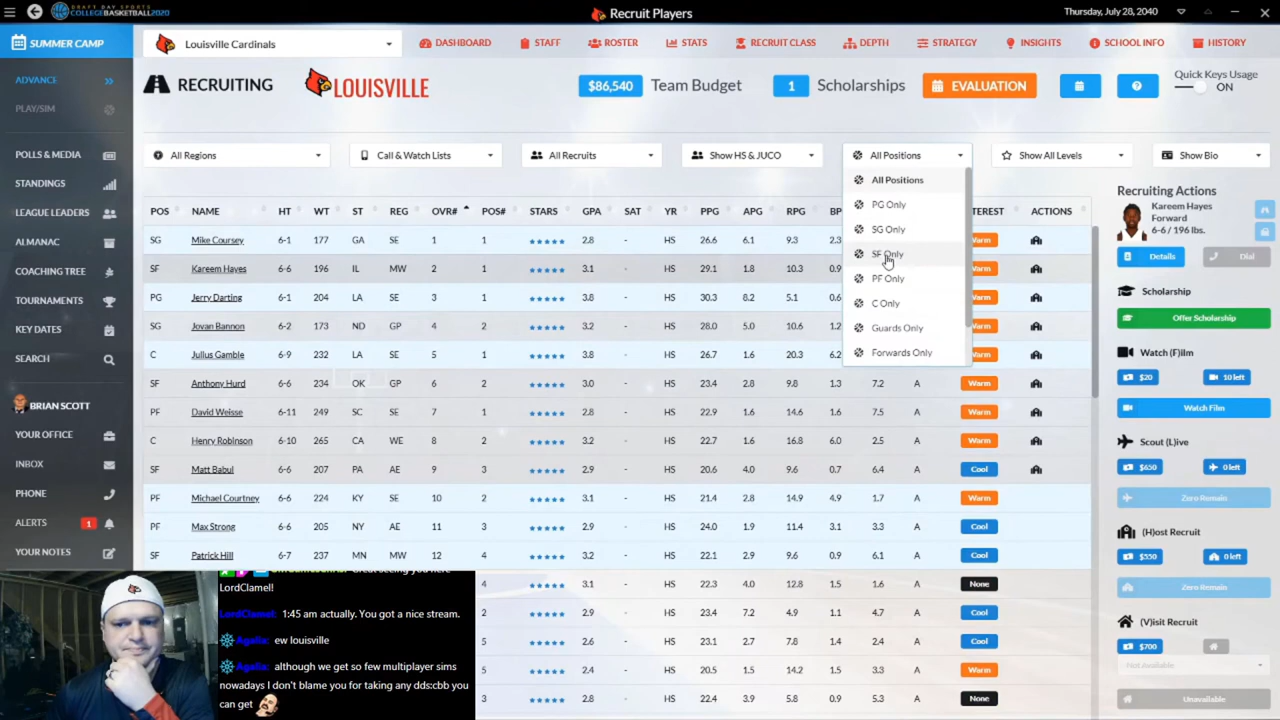 DRAFT DAY SPORTS
COLLEGE BASKETBALL 2020
Recruit Players
Thursday, July 28, 2040
SUMMER CAMP
Louisville Cardinals
DASHBOARD
STAFF
ROSTER
STATS
RECRUIT CLASS
DEPTH
STRATEGY
INSIGHTS
SCHOOL INFO
HISTORY
ADVANCE
PLAY/SIM
POLLS & MEDIA
STANDINGS
LEAGUE LEADERS
ALMANAC
COACHING TREE
TOURNAMENTS
KEY DATES
SEARCH
BRIAN SCOTT
YOUR OFFICE
INBOX
PHONE
ALERTS 1
YOUR NOTES
RECRUITING
LOUISVILLE
$86,540 Team Budget
1 Scholarships
EVALUATION
Quick Keys Usage
ON
All Regions
Call & Watch Lists
All Recruits
Show HS & JUCO
All Positions
Show All Levels
Show Bio
All Positions
PG Only
SG Only
SF Only
PF Only
C Only
Guards Only
Forwards Only
POS NAME HT WT ST REG OVR# POS# STARS GPA SAT YR PPG APG RPG BP TEREST ACTIONS
SG Mike Coursey 6-1 177 GA SE 1 1 ★★★★★ 2.8 - HS 26.6 6.1 9.3 2.3 Warm
SF Kareem Hayes 6-6 196 IL MW 2 1 ★★★★★ 3.1 - HS 29.1 1.8 10.3 0.9 Warm
PG Jerry Darting 6-1 204 LA SE 3 1 ★★★★★ 3.8 - HS 30.3 8.2 5.1 0.6 Warm
SG Jovan Bannon 6-2 173 ND GP 4 2 ★★★★★ 3.2 - HS 28.0 5.1 10.6 1.2 Warm
C Julius Gamble 6-9 232 LA SE 5 1 ★★★★★ 3.8 - HS 26.7 1.6 20.3 Warm
SF Anthony Hurd 6-6 234 OK GP 6 2 ★★★★★ 3.0 - HS 23.4 2.8 9.8 1.3 7.2 A Warm
PF David Weisse 6-11 249 SC SE 7 1 ★★★★★ 2.8 - HS 22.9 1.6 14.6 1.6 7.5 A Warm
C Henry Robinson 6-10 265 CA WE 8 2 ★★★★★ 3.2 - HS 22.7 1.6 16.8 6.0 2.5 A Warm
SF Matt Babul 6-6 207 PA AE 9 3 ★★★★★ 2.9 - HS 20.6 4.0 9.6 0.7 6.4 A Cool
PF Michael Courtney 6-6 224 KY SE 10 2 ★★★★★ 3.1 - HS 21.4 2.8 14.9 4.9 1.7 A Warm
PF Max Strong 6-6 205 NY AE 11 3 ★★★★★ 2.9 - HS 24.0 1.9 11.4 3.1 3.3 A Cool
SF Patrick Hill 6-7 237 MN MW 12 4 ★★★★★ 3.2 - HS 22.1 2.9 9.6 0.9 6.1 A Cool
4 ★★★★★ 3.1 - HS 22.3 4.0 12.8 1.1 1.6 A None
2 ★★★★★ 2.9 - HS 23.4 7.2 4.9 1.1 4.0 A Cool
5 ★★★★★ 2.6 - HS 23.9 2.7 7.8 1.4 2.4 A Cool
5 ★★★★★ 2.4 - HS 20.5 1.5 14.2 1.5 3.3 A Warm
5 ★★★★★ 2.8 - HS 5.3 A None
Recruiting Actions
Kareem Hayes
Forward
6-6 / 196 lbs.
Details
Dial
Scholarship
Offer Scholarship
Watch (F)ilm
$20
10 left
Watch Film
Scout (L)ive
$650
0 left
Zero Remain
(H)ost Recruit
$550
0 left
Zero Remain
(V)isit Recruit
$700
Not Available
Unavailable
Great seeing you here
LordClamel!
LordClamel: 1:45 am actually. You got a nice stream.
Agalia: ew louisville
Agalia: although we get so few multiplayer sims
nowadays I don't blame you for taking any dds:cbb you
can get